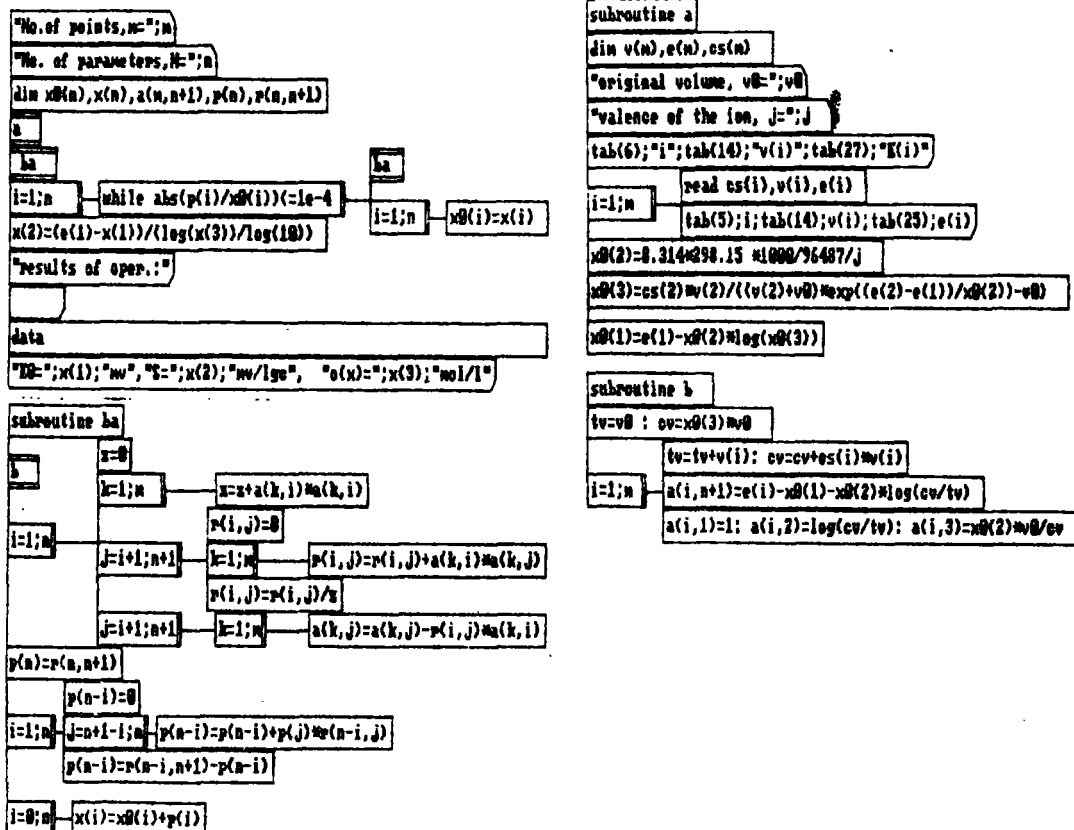 "No.of points,m=";m
"No. of parameters,N=";n
dim x0(n),x(n),a(m,n+1),p(n),r(n,n+1)
a
ba
i=1;n
while abs(p(i)/x0(i))(=1e-4
ba
i=1;n
x0(i)=x(i)
x(2)=(e(i)-x(1))/(log(x(3))/log(10))
"results of oper.:"
data
"E0=";x(1);"mv","S=";x(2);"mv/lgc", "c(x)=";x(3);"mol/l"
subroutine ba
b
z=0
k=1;m
z=z+a(k,i)*a(k,i)
r(i,j)=0
i=1;n
j=i+1;n+1
k=1;m
r(i,j)=r(i,j)+a(k,i)*a(k,j)
r(i,j)=r(i,j)/z
j=i+1;n+1
k=1;m
a(k,j)=a(k,j)-r(i,j)*a(k,i)
p(n)=r(n,n+1)
p(n-i)=0
i=1;n
j=n+1-i;n
p(n-i)=p(n-i)+p(j)*r(n-i,j)
p(n-i)=r(n-i,n+1)-p(n-i)
i=0;n
x(i)=x0(i)+p(i)
subroutine a
dim v(m),e(m),cs(m)
"original volume, v0=";v0
"valence of the ion, j=";j
tab(6);"i";tab(14);"v(i)";tab(27);"E(i)"
i=1;m
read cs(i),v(i),e(i)
tab(5);i;tab(14);v(i);tab(25);e(i)
x0(2)=8.314*298.15 *1000/96487/j
x0(3)=cs(2)*v(2)/((v(2)+v0)*exp((e(2)-e(1))/x0(2))-v0)
x0(1)=e(1)-x0(2)*log(x0(3))
subroutine b
tv=v0 : cv=x0(3)*v0
tv=tv+v(i): cv=cv+cs(i)*v(i)
i=1;m
a(i,n+1)=e(i)-x0(1)-x0(2)*log(cv/tv)
a(i,1)=1: a(i,2)=log(cv/tv): a(i,3)=x0(2)*v0/cv